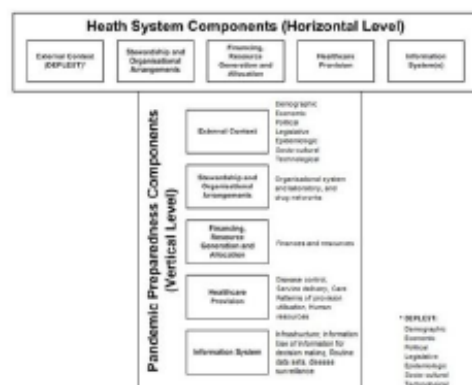 Heath System Components (Horizontal Level)
External Context
(DEPLEST)*
Stewardship and
Organisational
Arrangements
Financing,
Resource
Generation and
Allocation
Healthcare
Provision
Information
System(s)
Pandemic Preparedness Components
(Vertical Level)
External Context
Demographic
Economic
Political
Legislative
Epidemiologic
Socio-cultural
Technological
Stewardship and
Organisational
Arrangements
Organisational system
and laboratory, and
drug networks
Financing,
Resource
Generation and
Allocation
Finances and resources
Healthcare
Provision
Disease control,
Service delivery, Care
Patterns of provision
utilisation, Human
resources
Information System
Infrastructure, Information
Use of information for
decision making, Routine
data sets, disease
surveillance
* DEPLEST:
Demographic
Economic
Political
Legislative
Epidemiologic
Socio-cultural
Technological